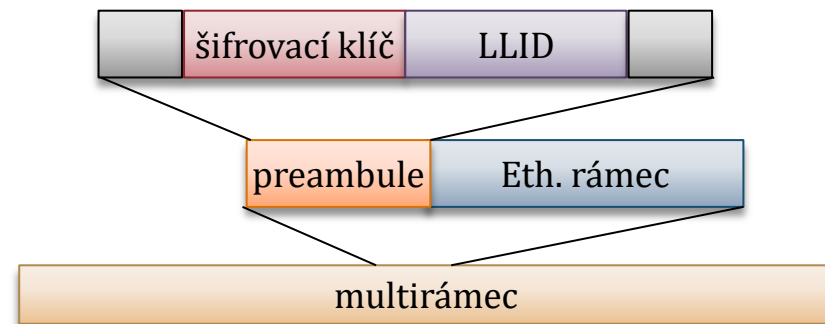 šifrovací klíč LLID
preambule Eth. rámec
multirámec